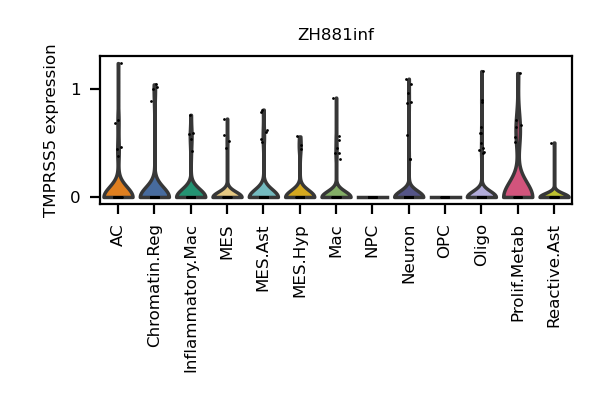 ZH881inf
TMPRSS5 expression
1
0
AC
Chromatin.Reg
Inflammatory.Mac
MES
MES.Ast
MES.Hyp
Mac
NPC
Neuron
OPC
Oligo
Prolif.Metab
Reactive.Ast